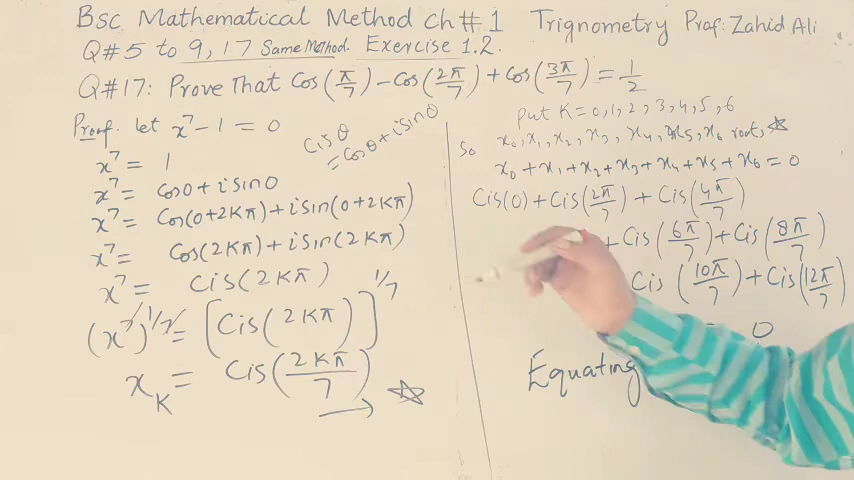 Bsc Mathematical Method Ch#1 Trignometry Prof: Zahid Ali
Q#5 to 9, 17 Same Method. Exercise 1.2.
Q#17: Prove That Cos(π/7) - Cos(2π/7) + Cos(3π/7) = 1/2
Proof. let x⁷ - 1 = 0
Cisθ
= Cosθ + iSinθ
x⁷ = 1
x⁷ = Cos0 + iSin0
x⁷ = Cos(0+2Kπ) + iSin(0+2Kπ)
x⁷ = Cos(2Kπ) + iSin(2Kπ)
x⁷ = Cis(2Kπ)
(x⁷)^1/7 = [Cis(2Kπ)]^1/7
x_K = Cis(2Kπ/7)
Put K = 0, 1, 2, 3, 4, 5, 6
So x₀, x₁, x₂, x₃, x₄, x₅, x₆ root,
x₀ + x₁ + x₂ + x₃ + x₄ + x₅ + x₆ = 0
Cis(0) + Cis(2π/7) + Cis(4π/7)
+ Cis(6π/7) + Cis(8π/7)
Cis(10π/7) + Cis(12π/7)
= 0
Equating